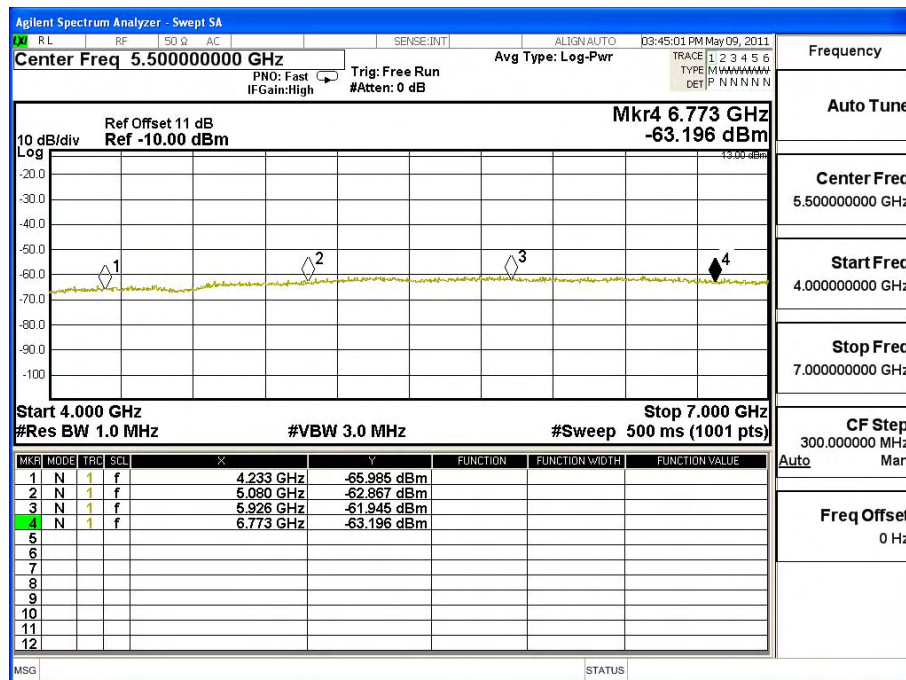 Agilent Spectrum Analyzer - Swept SA
LXI RL RF 50 Ω AC SENSE:INT ALIGN AUTO 03:45:01 PM May 09, 2011
Center Freq 5.500000000 GHz
PNO: Fast
IFGain:High
Trig: Free Run
#Atten: 0 dB
Avg Type: Log-Pwr
TRACE 1 2 3 4 5 6
TYPE M WWWWW
DET P N N N N N
Mkr4 6.773 GHz
-63.196 dBm
Ref Offset 11 dB
10 dB/div Ref -10.00 dBm
Log
-13.00 dBm
-20.0
-30.0
-40.0
-50.0
-60.0
-70.0
-80.0
-90.0
-100
1 2 3 4
Start 4.000 GHz Stop 7.000 GHz
#Res BW 1.0 MHz #VBW 3.0 MHz #Sweep 500 ms (1001 pts)
MKR MODE TRC SCL X Y FUNCTION FUNCTION WIDTH FUNCTION VALUE
1 N 1 f 4.233 GHz -65.985 dBm
2 N 1 f 5.080 GHz -62.867 dBm
3 N 1 f 5.926 GHz -61.945 dBm
4 N 1 f 6.773 GHz -63.196 dBm
5
6
7
8
9
10
11
12
MSG STATUS
Frequency
Auto Tune
Center Freq
5.500000000 GHz
Start Freq
4.000000000 GHz
Stop Freq
7.000000000 GHz
CF Step
300.000000 MHz
Auto Man
Freq Offset
0 Hz